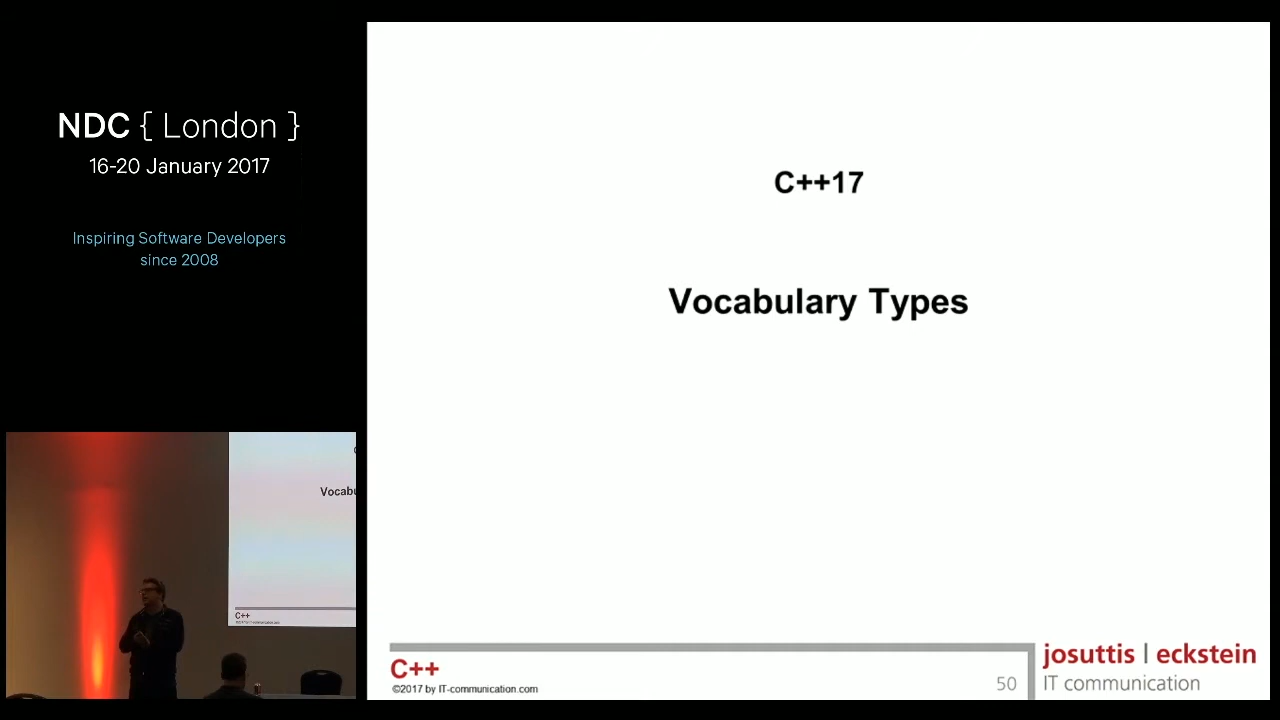 NDC { London }
16-20 January 2017
Inspiring Software Developers
since 2008
C++17
Vocabulary Types
Vocabu
C++
C++
©2017 by IT-communication.com
50
josuttis | eckstein
IT communication